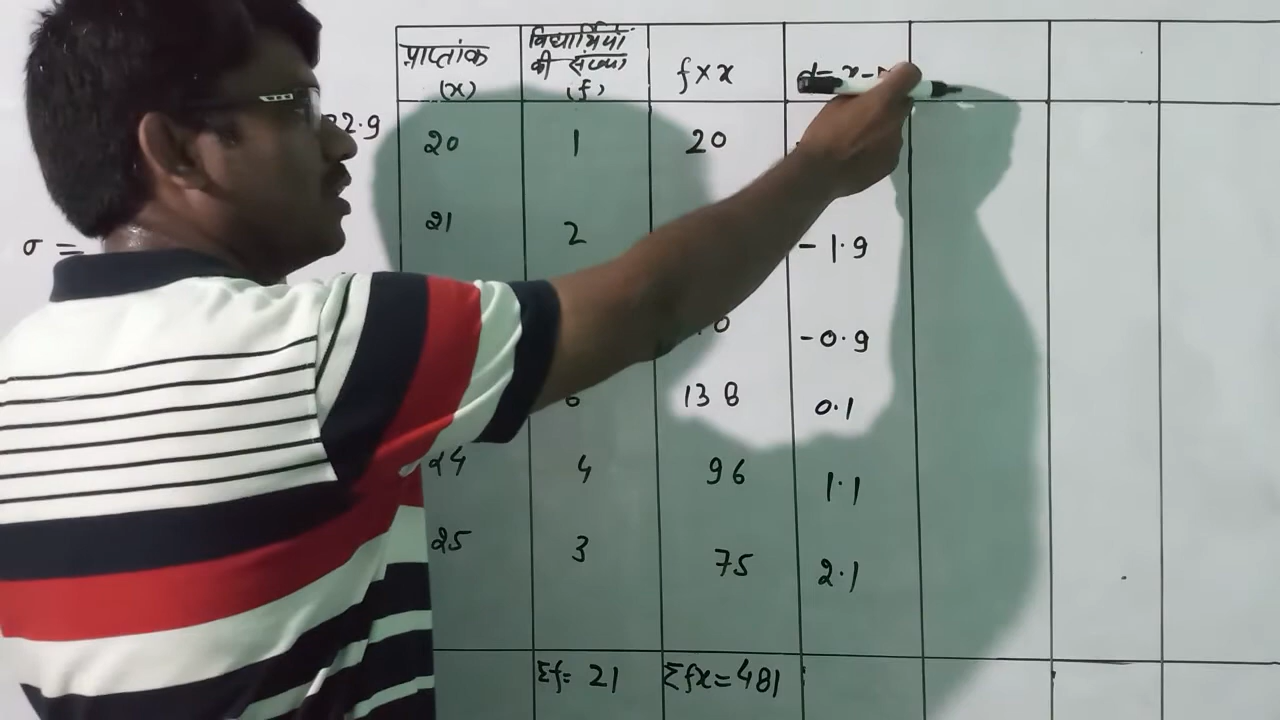 प्राप्तांक (x) विद्यार्थियों की संख्या (f) f×x
22.9
20 1 20
21 2 -1.9
σ =
-0.9
138 0.1
24 4 96 1.1
25 3 75 2.1
Σf= 21 Σfx=481